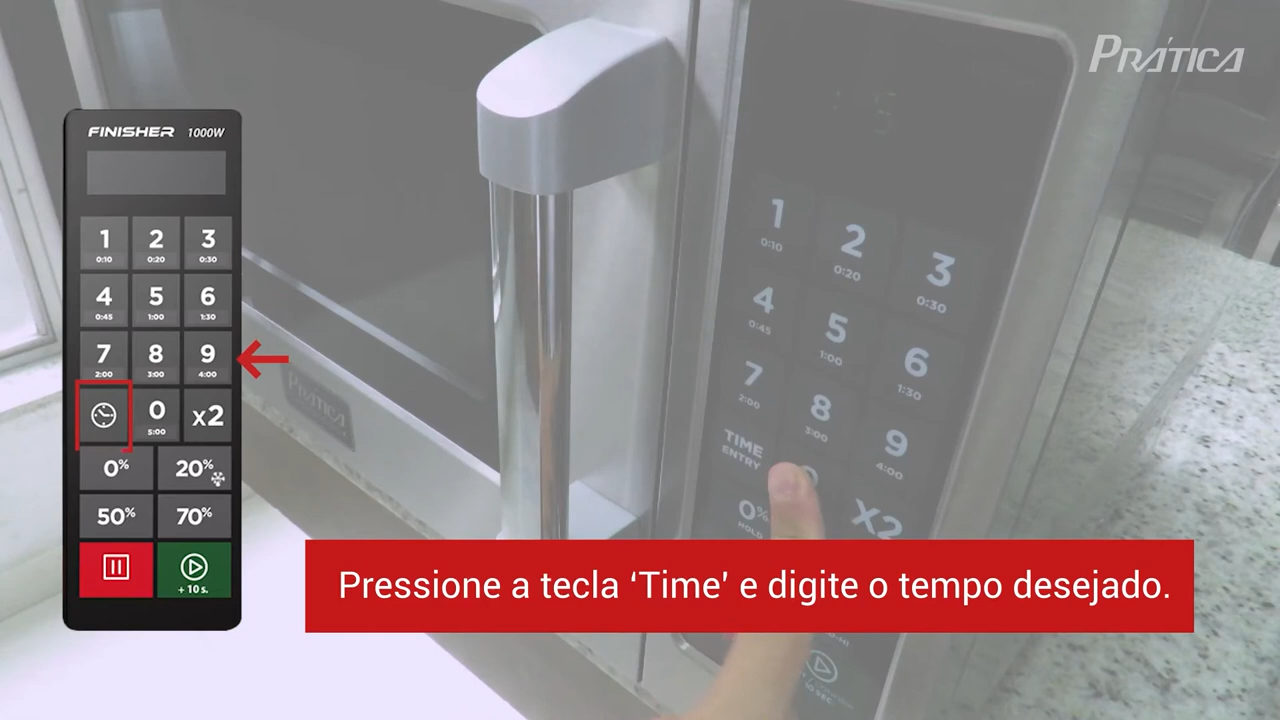 PRÁTICA
FINISHER 1000W
1 2 3
0:10 0:20 0:30
4 5 6
0:45 1:00 1:30
7 8 9
2:00 3:00 4:00
0 x2
5:00
0% 20%
50% 70%
+ 10 s.
1 2 3
0:10 0:20 0:30
4 5 6
0:45 1:00 1:30
7 8 9
2:00 3:00 4:00
TIME
ENTRY
0% X2
HOLD
PRÁTICA
Pressione a tecla ‘Time' e digite o tempo desejado.
10 SEC